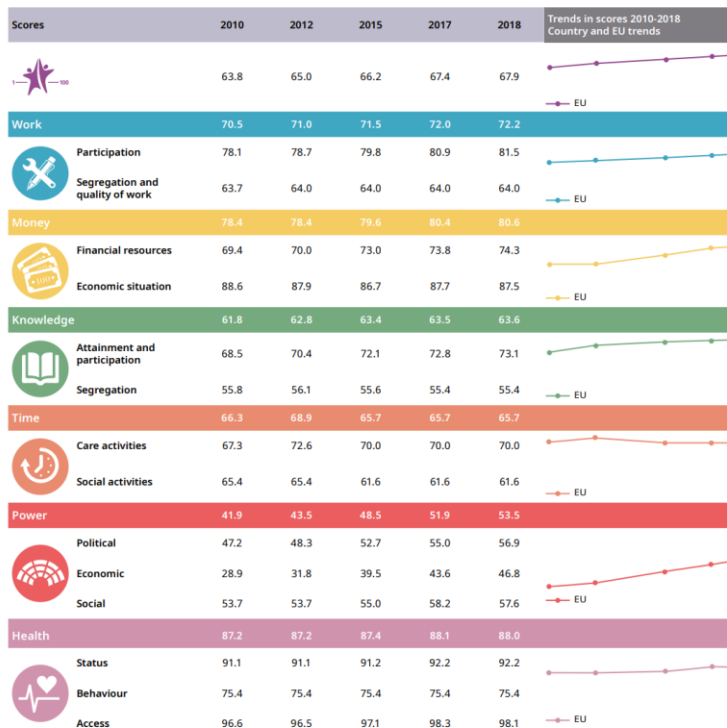 Scores 2010 2012 2015 2017 2018 Trends in scores 2010-2018
Country and EU trends
1 100 63.8 65.0 66.2 67.4 67.9
EU
Work 70.5 71.0 71.5 72.0 72.2
Participation 78.1 78.7 79.8 80.9 81.5
Segregation and
quality of work 63.7 64.0 64.0 64.0 64.0
EU
Money 78.4 78.4 79.6 80.4 80.6
Financial resources 69.4 70.0 73.0 73.8 74.3
Economic situation 88.6 87.9 86.7 87.7 87.5
EU
Knowledge 61.8 62.8 63.4 63.5 63.6
Attainment and
participation 68.5 70.4 72.1 72.8 73.1
Segregation 55.8 56.1 55.6 55.4 55.4
EU
Time 66.3 68.9 65.7 65.7 65.7
Care activities 67.3 72.6 70.0 70.0 70.0
Social activities 65.4 65.4 61.6 61.6 61.6
EU
Power 41.9 43.5 48.5 51.9 53.5
Political 47.2 48.3 52.7 55.0 56.9
Economic 28.9 31.8 39.5 43.6 46.8
Social 53.7 53.7 55.0 58.2 57.6
EU
Health 87.2 87.2 87.4 88.1 88.0
Status 91.1 91.1 91.2 92.2 92.2
Behaviour 75.4 75.4 75.4 75.4 75.4
Access 96.6 96.5 97.1 98.3 98.1
EU